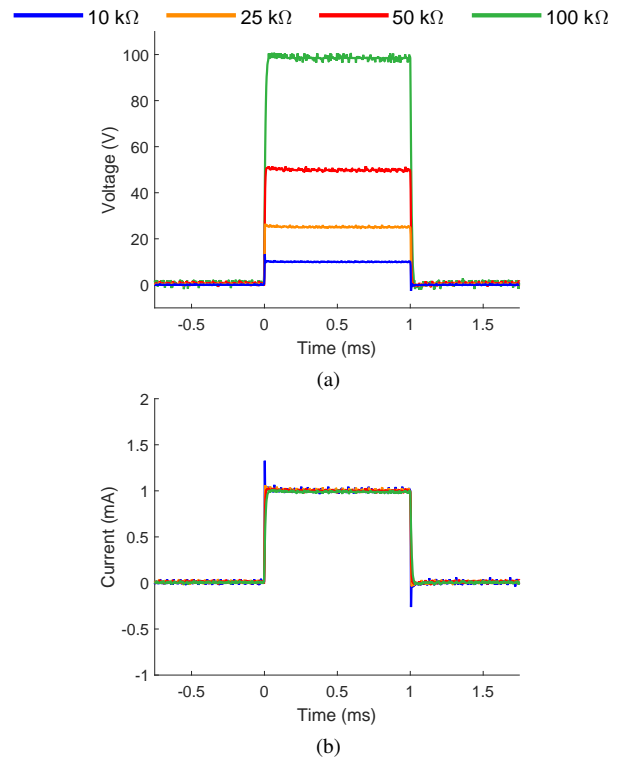 10 kΩ 25 kΩ 50 kΩ 100 kΩ
100
80
60
40
20
0
Voltage (V)
-0.5 0 0.5 1 1.5
Time (ms)
(a)
2
1.5
1
0.5
0
-0.5
-1
Current (mA)
-0.5 0 0.5 1 1.5
Time (ms)
(b)